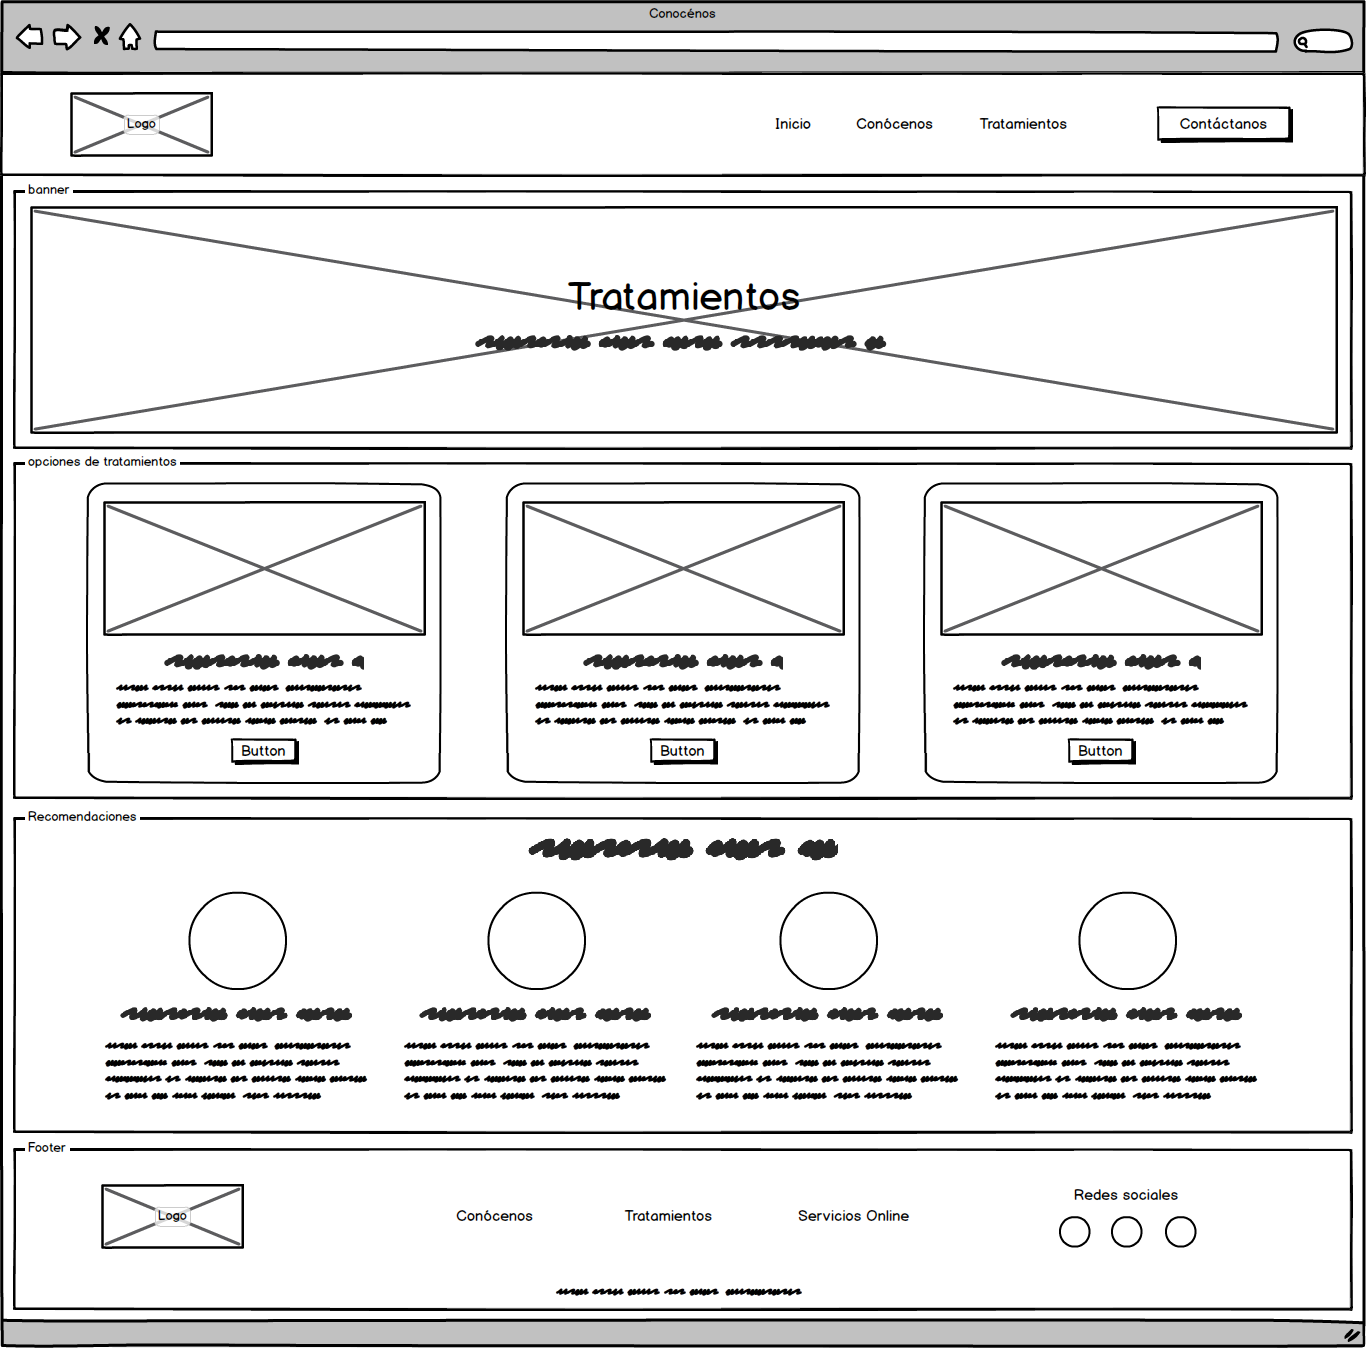 Conocénos
Logo
Inicio
Conócenos
Tratamientos
Contáctanos
banner
Tratamientos
opciones de tratamientos
Button
Button
Button
Recomendaciones
Footer
Logo
Conócenos
Tratamientos
Servicios Online
Redes sociales